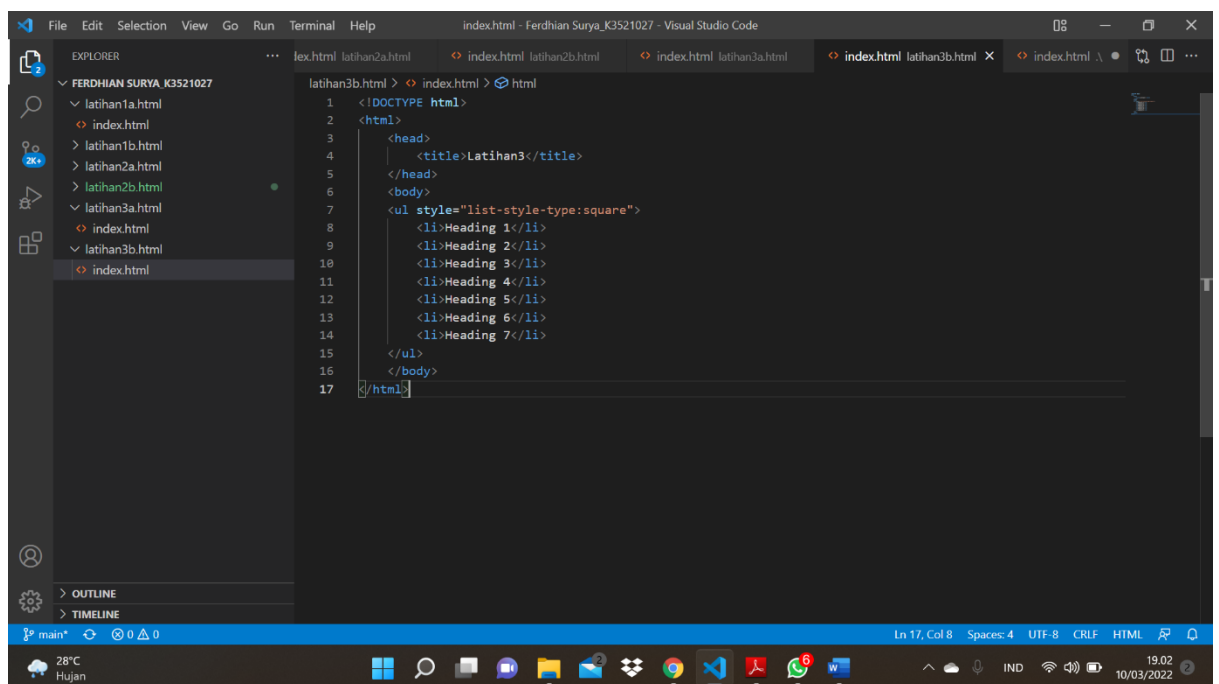 File Edit Selection View Go Run Terminal Help index.html - Ferdhian Surya_K3521027 - Visual Studio Code
EXPLORER
FERDHIAN SURYA_K3521027
latihan1a.html
index.html
latihan1b.html
latihan2a.html
latihan2b.html
latihan3a.html
index.html
latihan3b.html
index.html
OUTLINE
TIMELINE
lex.html latihan2a.html index.html latihan2b.html index.html latihan3a.html index.html latihan3b.html index.html .\
latihan3b.html > index.html > html
1 <!DOCTYPE html>
2 <html>
3 <head>
4 <title>Latihan3</title>
5 </head>
6 <body>
7 <ul style="list-style-type:square">
8 <li>Heading 1</li>
9 <li>Heading 2</li>
10 <li>Heading 3</li>
11 <li>Heading 4</li>
12 <li>Heading 5</li>
13 <li>Heading 6</li>
14 <li>Heading 7</li>
15 </ul>
16 </body>
17 </html>
2
2K+
main* 0 0 Ln 17, Col 8 Spaces: 4 UTF-8 CRLF HTML
28°C
Hujan
2
6
IND
19.02
10/03/2022
2